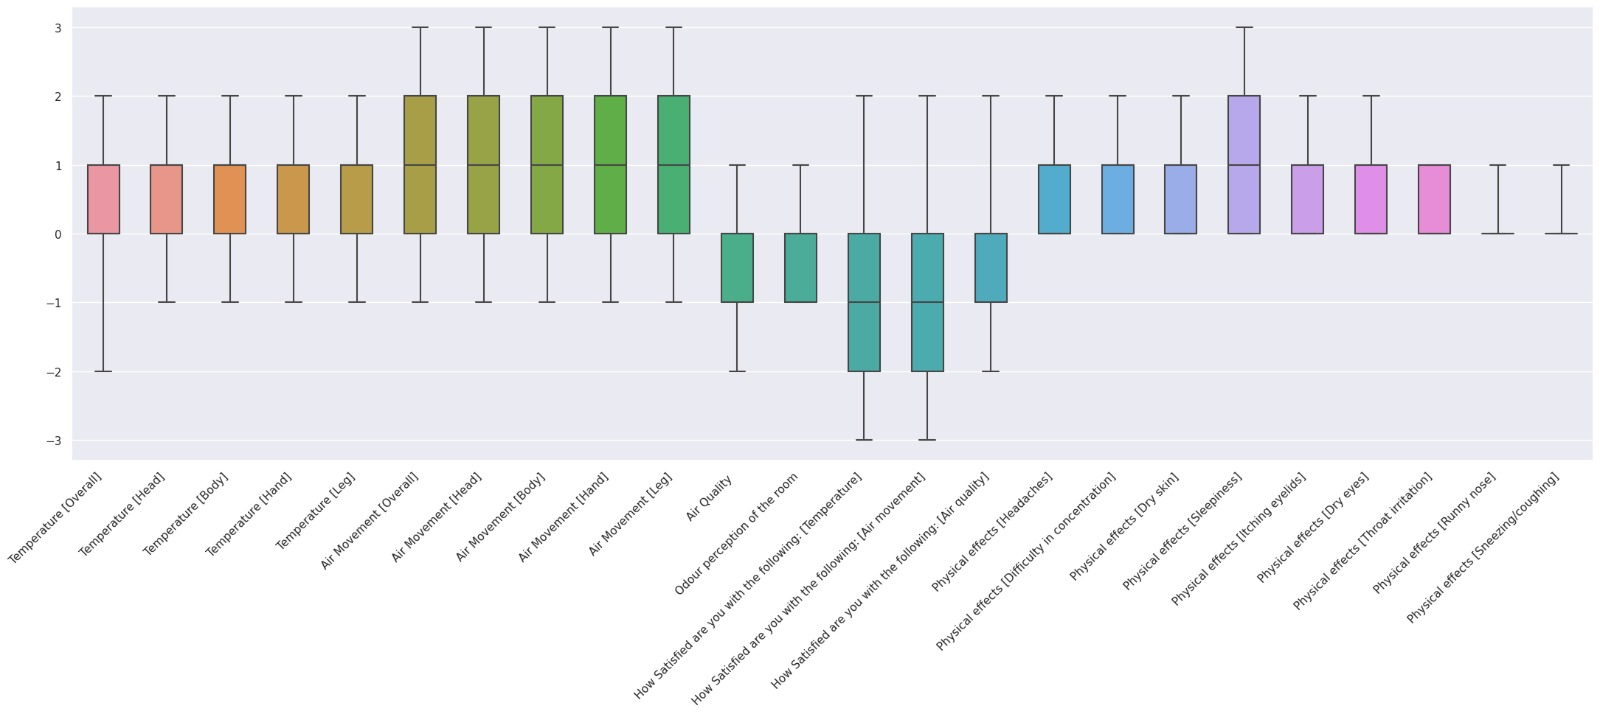 3
2
1
0
−1
−2
−3
Temperature [Overall]
Temperature [Head]
Temperature [Body]
Temperature [Hand]
Temperature [Leg]
Air Movement [Overall]
Air Movement [Head]
Air Movement [Body]
Air Movement [Hand]
Air Movement [Leg]
Air Quality
Odour perception of the room
How Satisfied are you with the following: [Temperature]
How Satisfied are you with the following: [Air movement]
How Satisfied are you with the following: [Air quality]
Physical effects [Headaches]
Physical effects [Difficulty in concentration]
Physical effects [Dry skin]
Physical effects [Sleepiness]
Physical effects [Itching eyelids]
Physical effects [Dry eyes]
Physical effects [Throat irritation]
Physical effects [Runny nose]
Physical effects [Sneezing/coughing]